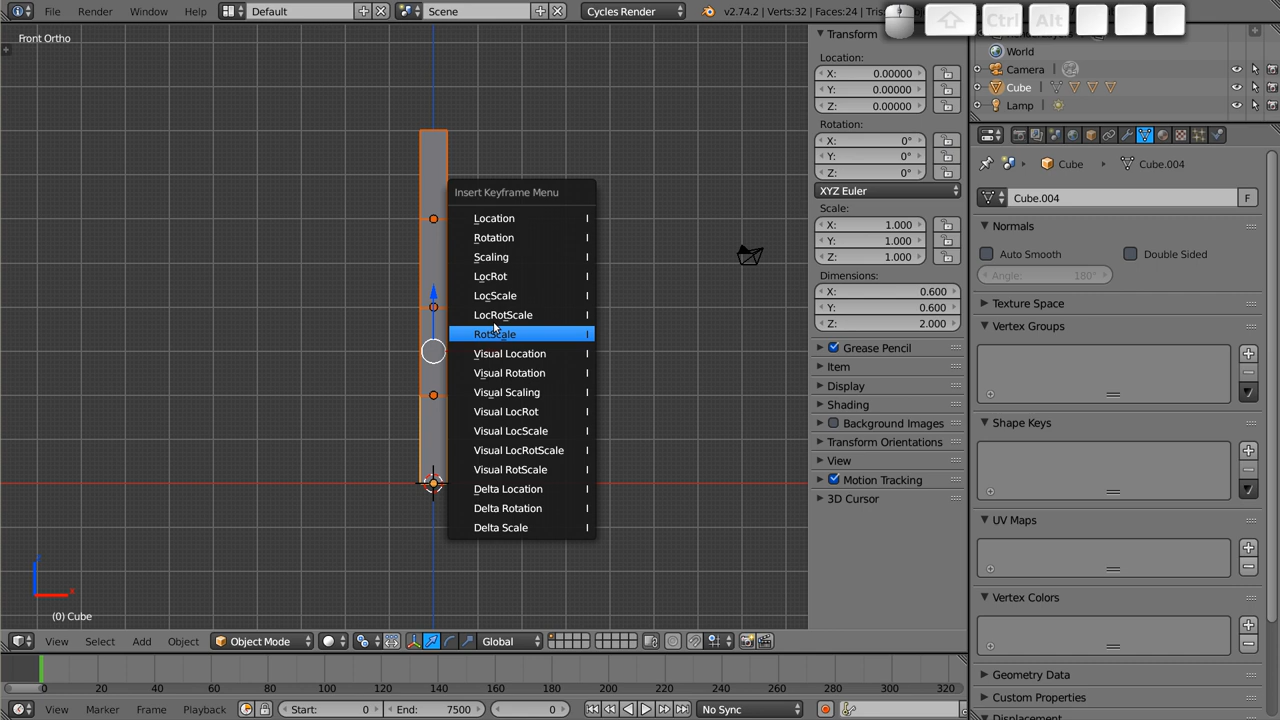 File Render Window Help Default Scene Cycles Render v2.74.2 | Verts:32 | Faces:24 | Tris
Ctrl Alt
Front Ortho
Insert Keyframe Menu
Location I
Rotation I
Scaling I
LocRot I
LocScale I
LocRotScale I
RotScale I
Visual Location I
Visual Rotation I
Visual Scaling I
Visual LocRot I
Visual LocScale I
Visual LocRotScale I
Visual RotScale I
Delta Location I
Delta Rotation I
Delta Scale I
x
(0) Cube
View Select Add Object Object Mode Global
0 20 40 60 80 100 120 140 160 180 200 220 240 260 280 300 320
View Marker Frame Playback Start: 0 End: 7500 0 No Sync
Transform
Location:
X: 0.00000
Y: 0.00000
Z: 0.00000
Rotation:
X: 0°
Y: 0°
Z: 0°
XYZ Euler
Scale:
X: 1.000
Y: 1.000
Z: 1.000
Dimensions:
X: 0.600
Y: 0.600
Z: 2.000
Grease Pencil
Item
Display
Shading
Background Images
Transform Orientations
View
Motion Tracking
3D Cursor
World
Camera
Cube
Lamp
Cube Cube.004
Cube.004 F
Normals
Auto Smooth Double Sided
Angle: 180°
Texture Space
Vertex Groups
Shape Keys
UV Maps
Vertex Colors
Geometry Data
Custom Properties